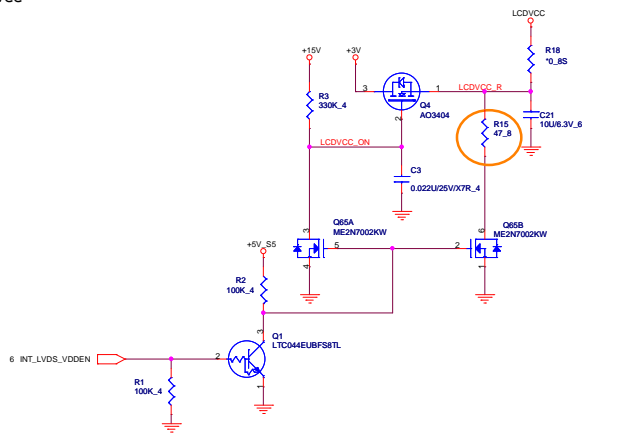 LCDVCC
+15V
+3V
R18
*0_8S
3
1
LCDVCC_R
R3
330K_4
Q4
AO3404
2
C21
10U/6.3V_6
R15
47_8
LCDVCC_ON
C3
0.022U/25V/X7R_4
3
Q65A
ME2N7002KW
6
Q65B
ME2N7002KW
+5V_S5
5
2
4
1
R2
100K_4
3
Q1
LTC044EUBFS8TL
6 INT_LVDS_VDDEN
2
R1
100K_4
1